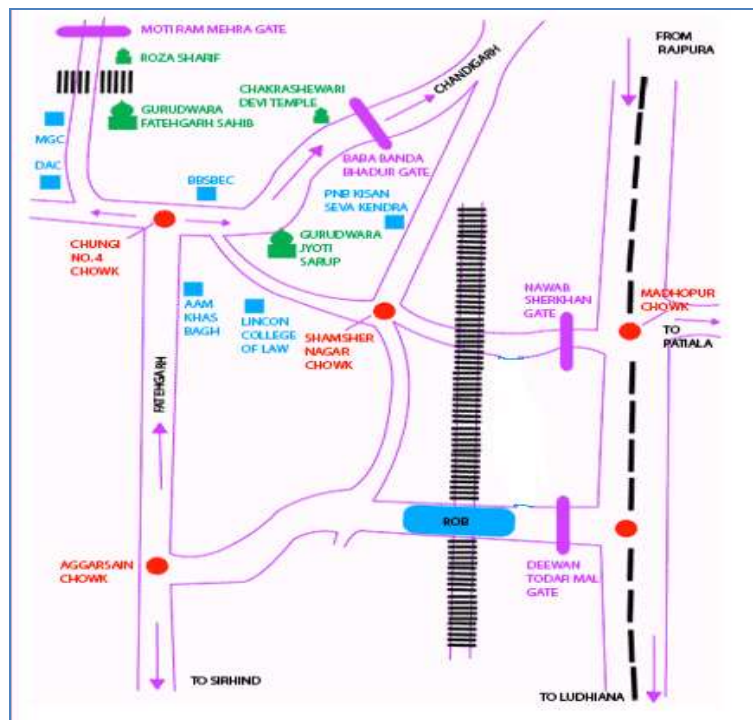 MOTI RAM MEHRA GATE
FROM
RAJPURA
ROZA SHARIF
CHAKRASHEWARI
DEVI TEMPLE
CHANDIGARH
GURUDWARA
FATEHGARH SAHIB
MGC
BABA BANDA
BHADUR GATE
DAC
BBSBEC
PNB KISAN
SEVA KENDRA
GURUDWARA
JYOTI
SARUP
CHUNGI
NO. 4
CHOWK
NAWAB
SHERKHAN
GATE
MADHOPUR
CHOWK
AAM
KHAS
BAGH
LINCON
COLLEGE
OF LAW
SHAMSHER
NAGAR
CHOWK
TO
PATIALA
FATEHGARH
ROB
AGGARSAIN
CHOWK
DEEWAN
TODAR MAL
GATE
TO SIRHIND
TO LUDHIANA